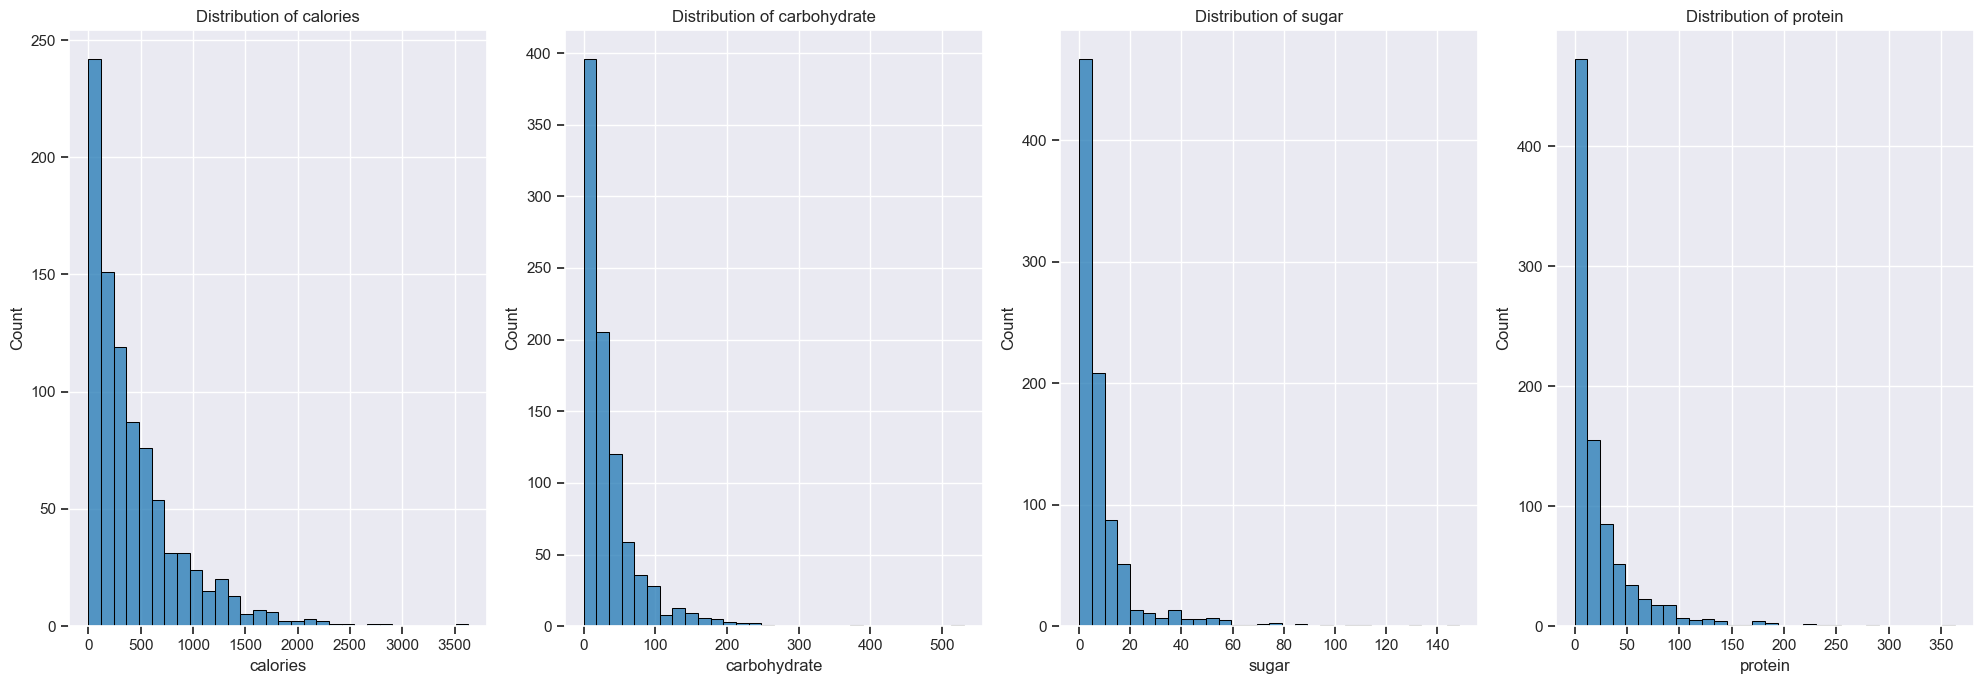 Distribution of calories
250
200
150
100
50
0
Count
0 500 1000 1500 2000 2500 3000 3500
calories
Distribution of carbohydrate
400
350
300
250
200
150
100
50
0
Count
0 100 200 300 400 500
carbohydrate
Distribution of sugar
400
300
200
100
0
Count
0 20 40 60 80 100 120 140
sugar
Distribution of protein
400
300
200
100
0
Count
0 50 100 150 200 250 300 350
protein